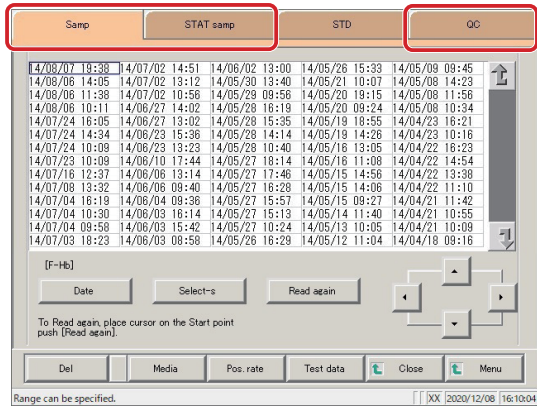 Samp STAT samp STD QC
14/08/07 19:38 14/07/02 14:51 14/06/02 13:00 14/05/26 15:33 14/05/09 09:45
14/08/06 14:05 14/07/02 13:12 14/05/30 13:40 14/05/21 10:07 14/05/08 14:23
14/08/06 11:38 14/07/02 10:56 14/05/29 09:56 14/05/20 19:15 14/05/08 11:56
14/08/06 10:11 14/06/27 14:02 14/05/28 16:19 14/05/20 09:24 14/05/08 10:34
14/07/24 16:05 14/06/27 13:02 14/05/28 15:35 14/05/19 18:55 14/04/23 16:21
14/07/24 14:34 14/06/23 15:36 14/05/28 14:14 14/05/19 14:26 14/04/23 10:16
14/07/24 10:09 14/06/23 13:23 14/05/28 10:40 14/05/16 13:05 14/04/22 16:23
14/07/23 10:09 14/06/10 17:44 14/05/27 18:14 14/05/16 11:08 14/04/22 14:54
14/07/16 12:37 14/06/06 13:14 14/05/27 17:46 14/05/15 14:56 14/04/22 13:38
14/07/08 13:32 14/06/06 09:40 14/05/27 16:28 14/05/15 14:06 14/04/22 11:10
14/07/04 16:19 14/06/04 09:36 14/05/27 15:57 14/05/15 09:27 14/04/21 11:42
14/07/04 10:30 14/06/03 16:14 14/05/27 15:13 14/05/14 11:40 14/04/21 10:55
14/07/04 09:58 14/06/03 15:42 14/05/27 10:24 14/05/13 10:05 14/04/21 10:09
14/07/03 18:23 14/06/03 08:58 14/05/26 16:29 14/05/12 11:04 14/04/18 09:16
[F-Hb]
Date Select-s Read again
To Read again, place cursor on the Start point
push [Read again].
Del Media Pos. rate Test data Close Menu
Range can be specified. XX 2020/12/08 16:10:04